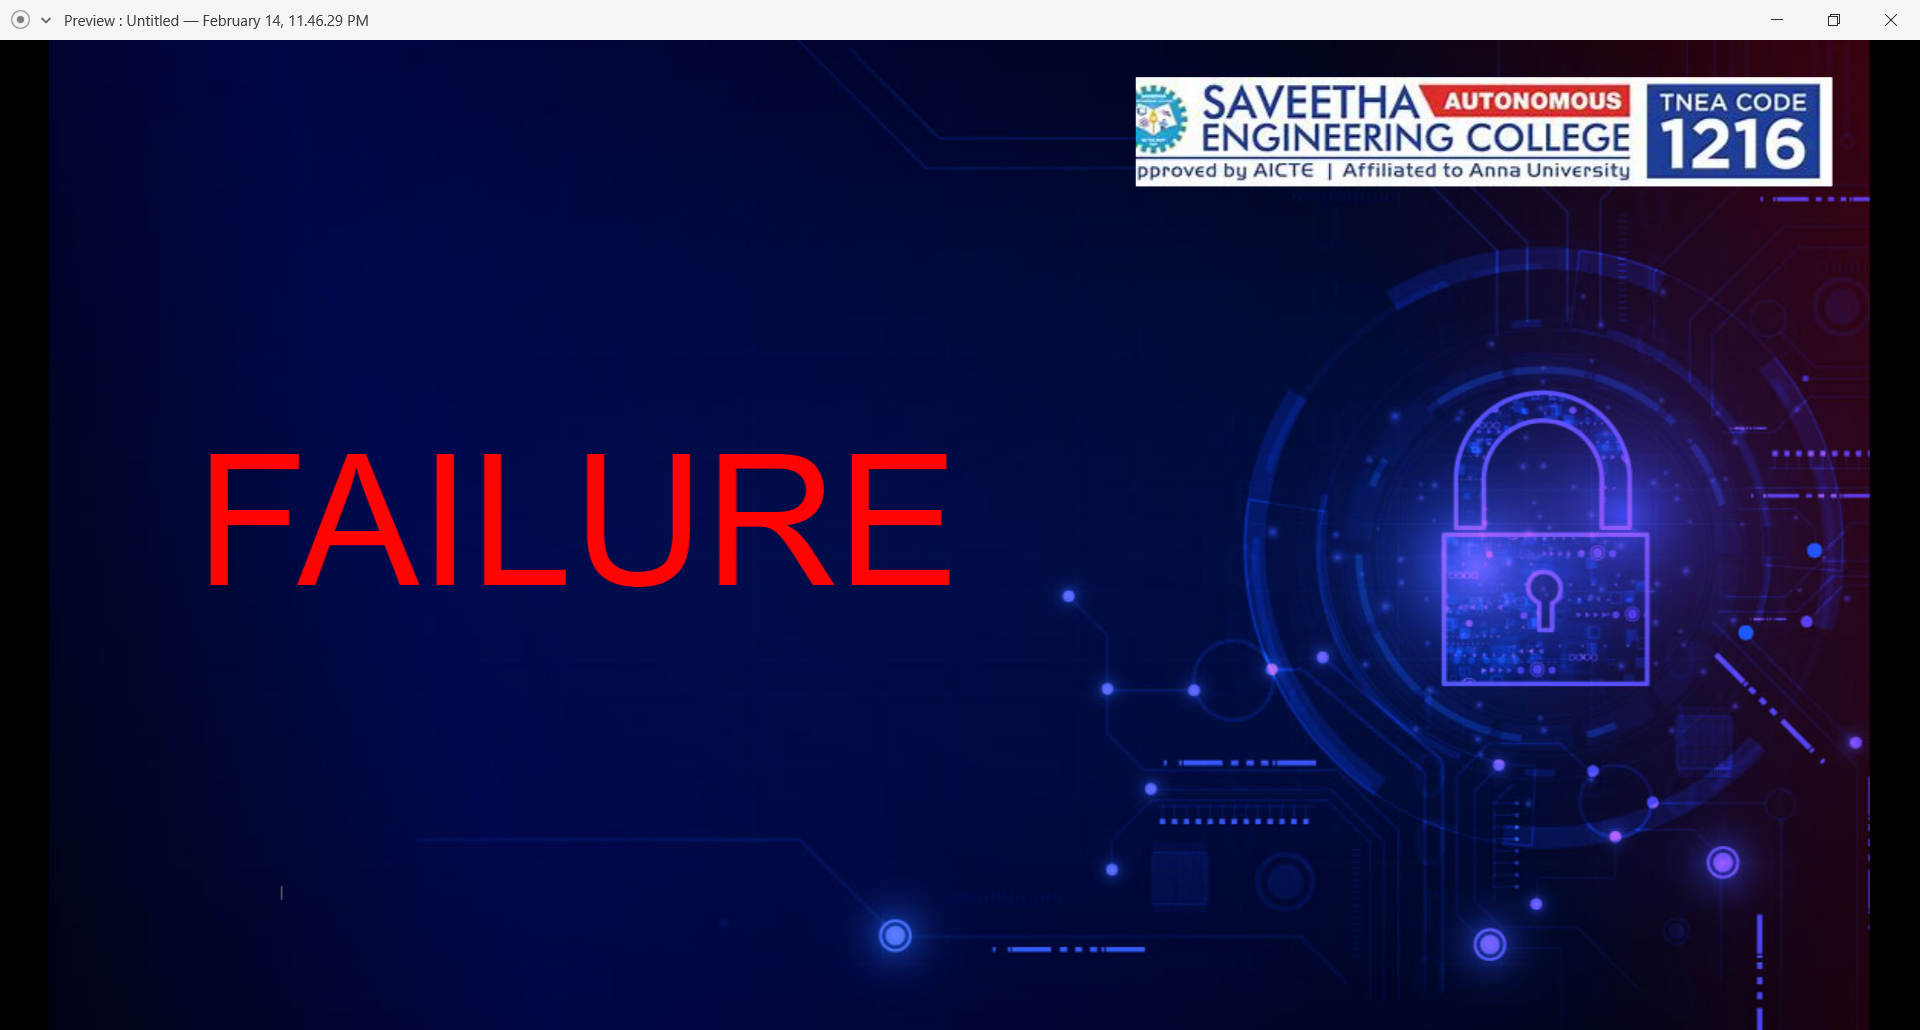 Preview : Untitled — February 14, 11.46.29 PM
SAVEETHA AUTONOMOUS
ENGINEERING COLLEGE
pproved by AICTE | Affiliated to Anna University
TNEA CODE
1216
FAILURE